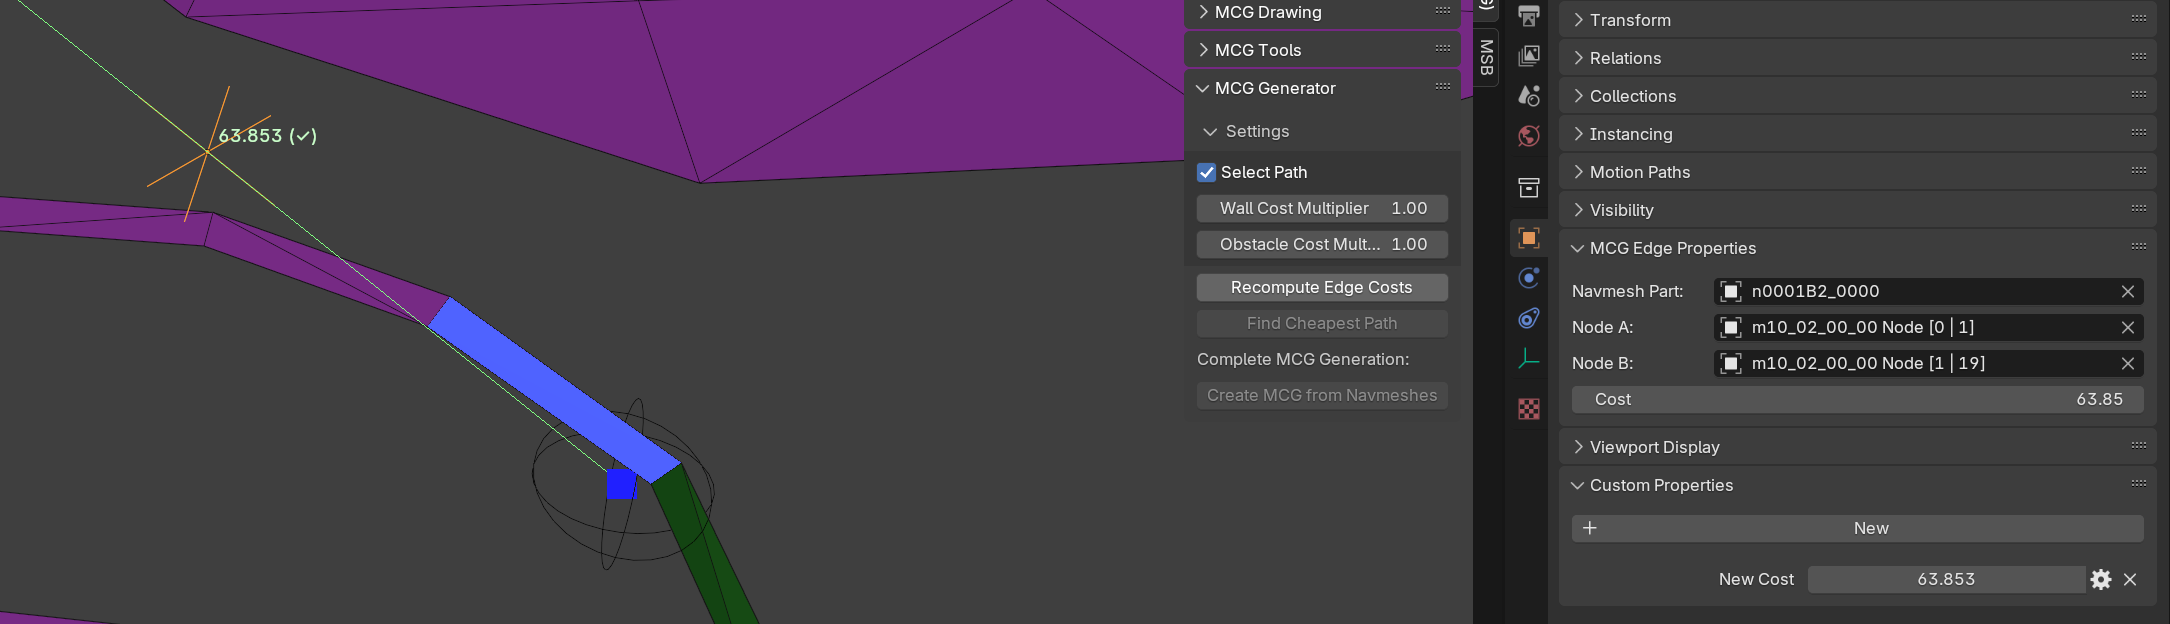 63.853 (✓)
MCG Drawing
MCG Tools
MCG Generator
Settings
Select Path
Wall Cost Multiplier 1.00
Obstacle Cost Mult... 1.00
Recompute Edge Costs
Find Cheapest Path
Complete MCG Generation:
Create MCG from Navmeshes
MSB
Transform
Relations
Collections
Instancing
Motion Paths
Visibility
MCG Edge Properties
Navmesh Part: n0001B2_0000
Node A: m10_02_00_00 Node [0 | 1]
Node B: m10_02_00_00 Node [1 | 19]
Cost 63.85
Viewport Display
Custom Properties
New
New Cost 63.853